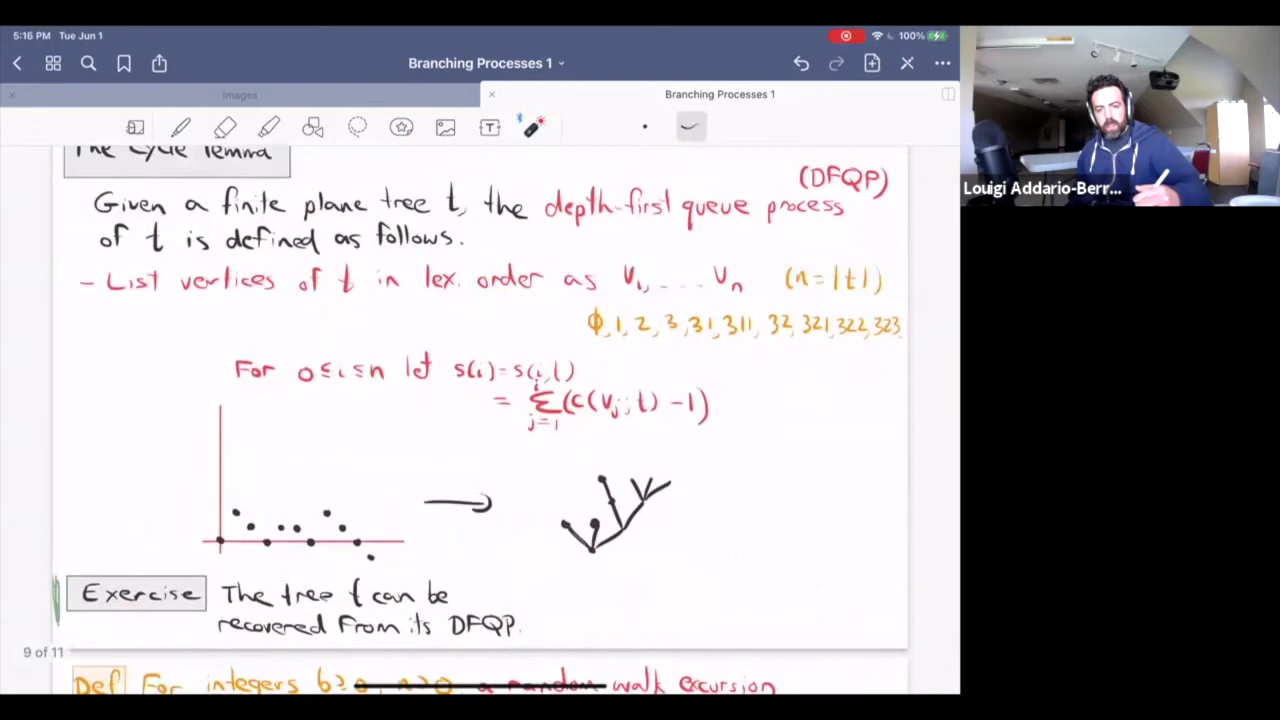 5:16 PM Tue Jun 1
100%
Branching Processes 1
Images
Branching Processes 1
The Cycle Lemma
(DFQP)
Given a finite plane tree t, the depth-first queue process
of t is defined as follows.
- List vertices of t in lex. order as V1, .... Vn (n=|t|)
∅, 1, 2, 3, 31, 311, 32, 321, 322, 323.
For 0≤i≤n let s(i)=s(i,t)
= Σ_{j=1}^{i} (c(vj;t) -1)
Exercise The tree t can be
recovered from its DFQP.
9 of 11
Def For integers b≥ a random walk excursion
Louigi Addario-Berr...